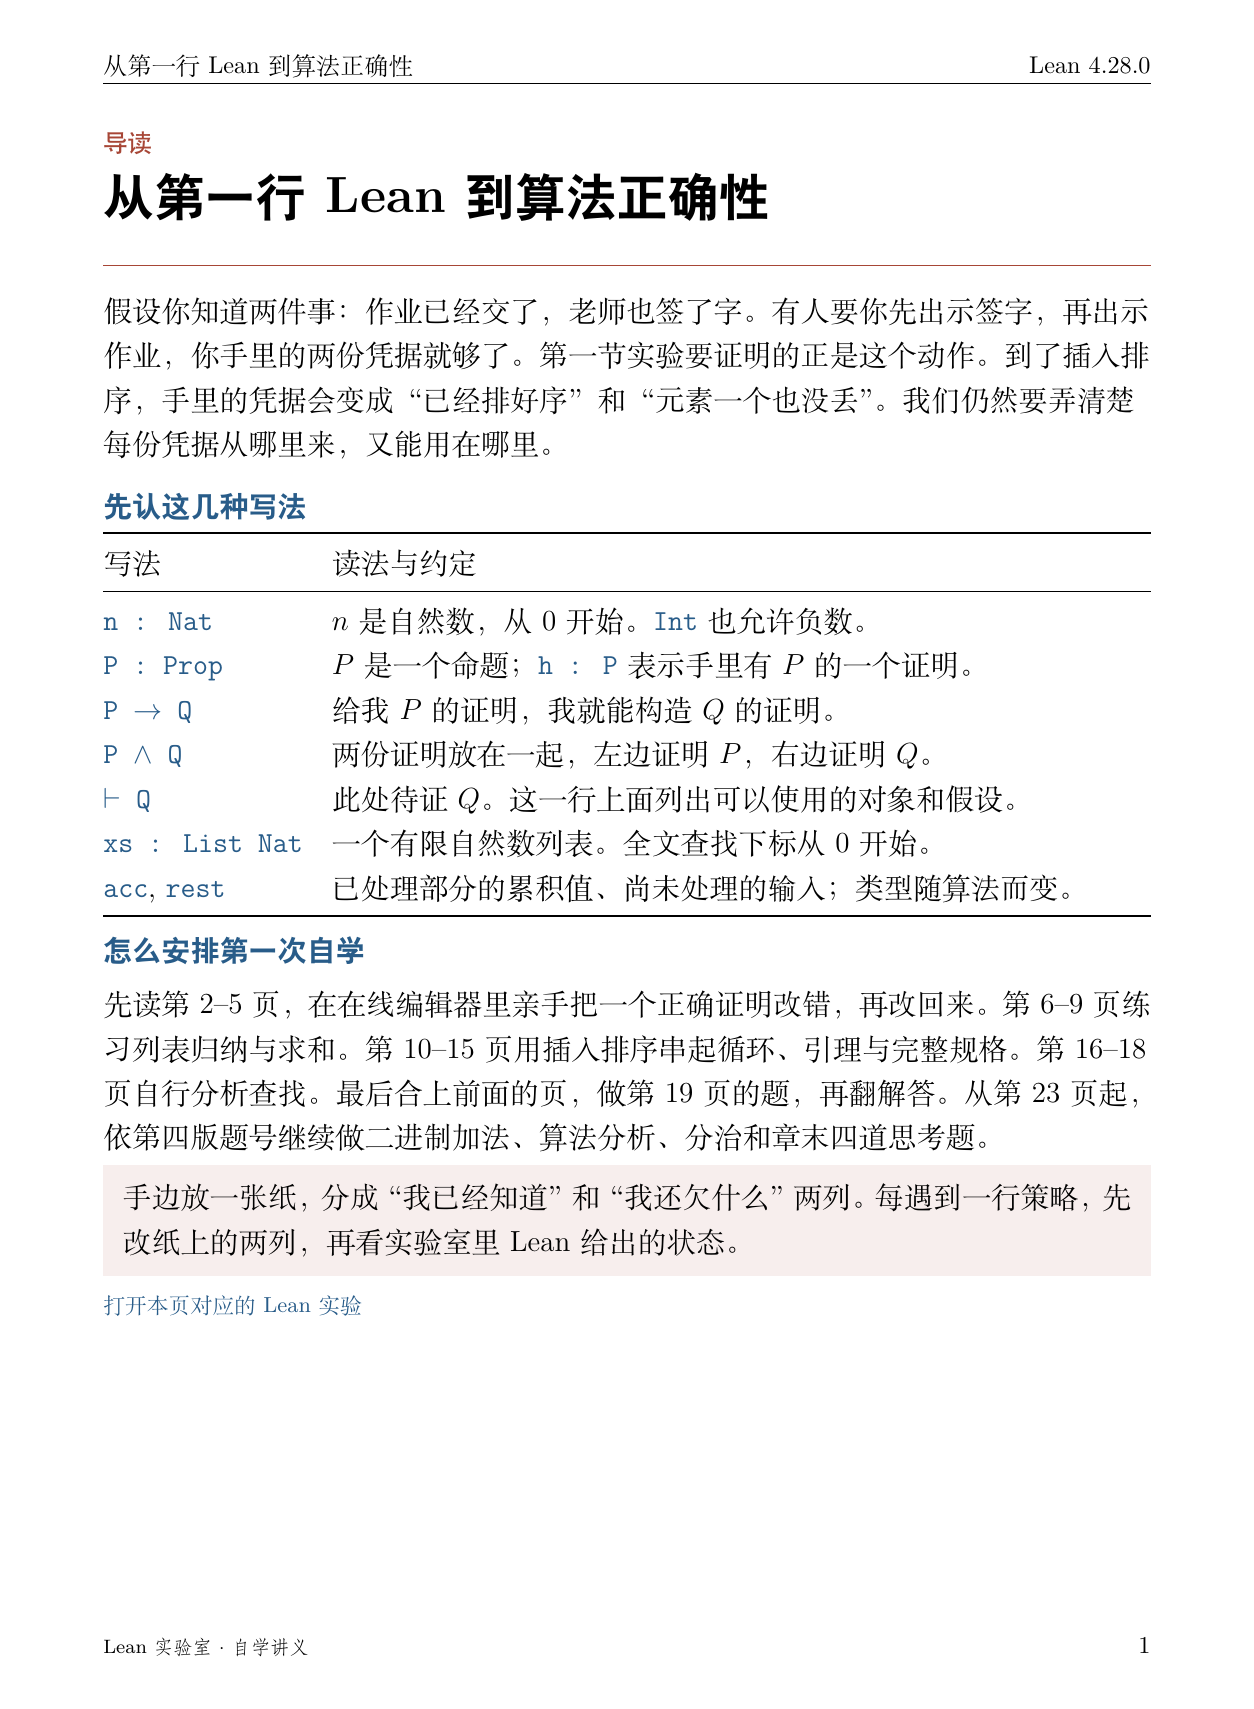 从第一行 Lean 到算法正确性 Lean 4.28.0
导读
从第一行 Lean 到算法正确性
假设你知道两件事：作业已经交了，老师也签了字。有人要你先出示签字，再出示
作业，你手里的两份凭据就够了。第一节实验要证明的正是这个动作。到了插入排
序，手里的凭据会变成“已经排好序”和“元素一个也没丢”。我们仍然要弄清楚
每份凭据从哪里来，又能用在哪里。
先认这几种写法
写法 读法与约定
n : Nat n 是自然数，从 0 开始。Int 也允许负数。
P : Prop P 是一个命题；h : P 表示手里有 P 的一个证明。
P → Q 给我 P 的证明，我就能构造 Q 的证明。
P ∧ Q 两份证明放在一起，左边证明 P，右边证明 Q。
⊢ Q 此处待证 Q。这一行上面列出可以使用的对象和假设。
xs : List Nat 一个有限自然数列表。全文查找下标从 0 开始。
acc, rest 已处理部分的累积值、尚未处理的输入；类型随算法而变。
怎么安排第一次自学
先读第 2–5 页，在在线编辑器里亲手把一个正确证明改错，再改回来。第 6–9 页练
习列表归纳与求和。第 10–15 页用插入排序串起循环、引理与完整规格。第 16–18
页自行分析查找。最后合上前面的页，做第 19 页的题，再翻解答。从第 23 页起，
依第四版题号继续做二进制加法、算法分析、分治和章末四道思考题。
手边放一张纸，分成“我已经知道”和“我还欠什么”两列。每遇到一行策略，先
改纸上的两列，再看实验室里 Lean 给出的状态。
打开本页对应的 Lean 实验
Lean 实验室 · 自学讲义 1